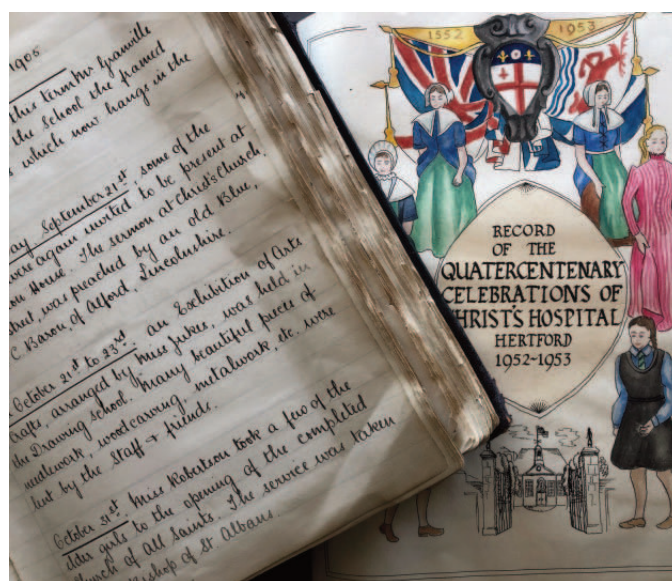 1905
this term Mr Granville
the school the framed
which now hangs in the
September 21st, some of the
were again invited to be present at
House. The sermon at Christ's Church,
was preached by an old Blue,
C. Baron, of Alford, Lincolnshire.
October 21st to 23rd. an Exhibition of Arts
Crafts, arranged by Miss Jukes, was held in
the Drawing School. Many beautiful pieces of
needlework, woodcarving, metalwork, etc. were
lent by the Staff & friends.
October 31st. Miss Robertson took a few of the
elder girls to the opening of the completed
Church of All Saints. The service was taken
Bishop of St Albans.
1552 1953
RECORD
OF THE
QUATERCENTENARY
CELEBRATIONS OF
CHRIST'S HOSPITAL
HERTFORD
1952-1953